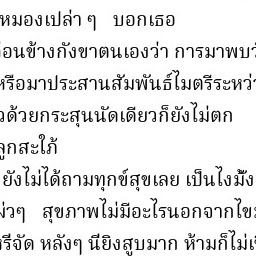 หมองเปล่า ๆ   บอกเธอ
่อนข้างกังขาตนเองว่า การมาพบว
หรือมาประสานสัมพันธ์ไมตรีระหว่
วด้วยกระสุนนัดเดียวก็ยังไม่ตก
ลูกสะใภ้
ยังไม่ได้ถามทุกข์สุขเลย เป็นไงมั้ง
ผ่วๆ   สุขภาพไม่มีอะไรนอกจากไข
รีจัด หลังๆ นียิงสูบมาก ห้ามก็ไม่เ